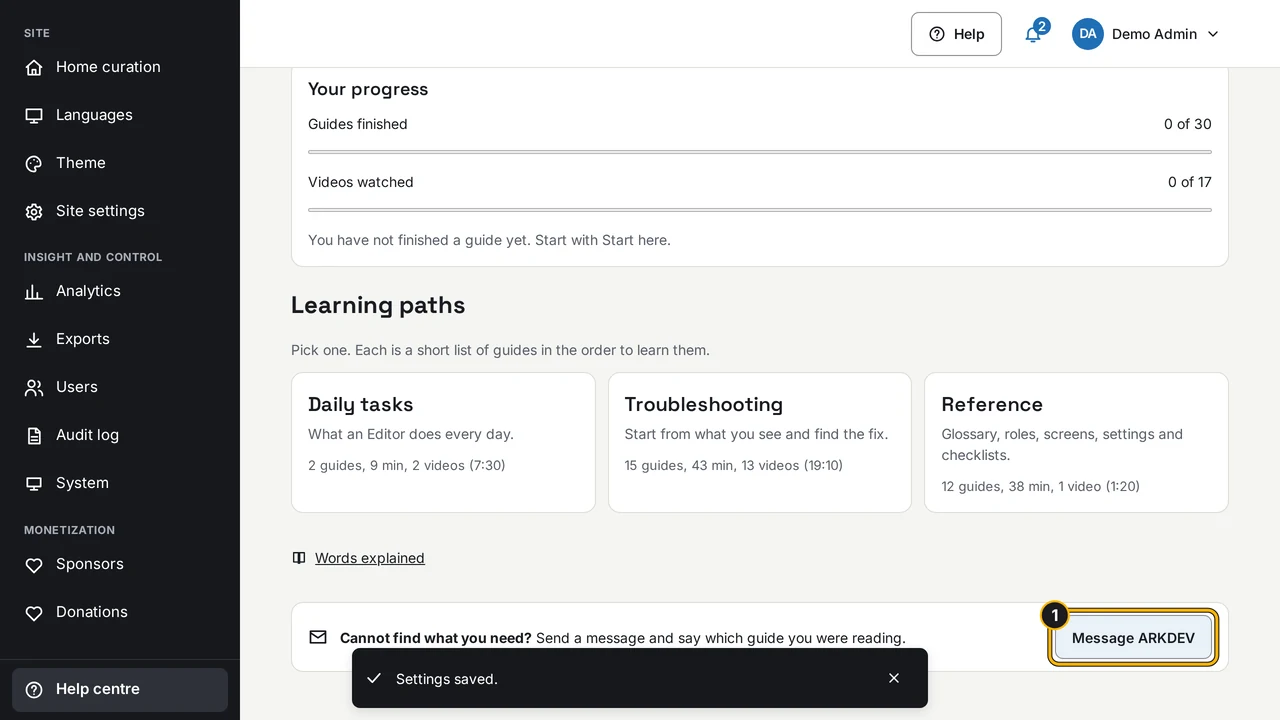 SITE
Home curation
Languages
Theme
Site settings
INSIGHT AND CONTROL
Analytics
Exports
Users
Audit log
System
MONETIZATION
Sponsors
Donations
Help centre
Help
2
DA
Demo Admin
Your progress
Guides finished
0 of 30
Videos watched
0 of 17
You have not finished a guide yet. Start with Start here.
Learning paths
Pick one. Each is a short list of guides in the order to learn them.
Daily tasks
What an Editor does every day.
2 guides, 9 min, 2 videos (7:30)
Troubleshooting
Start from what you see and find the fix.
15 guides, 43 min, 13 videos (19:10)
Reference
Glossary, roles, screens, settings and
checklists.
12 guides, 38 min, 1 video (1:20)
Words explained
Cannot find what you need? Send a message and say which guide you were reading.
1
Message ARKDEV
Settings saved.